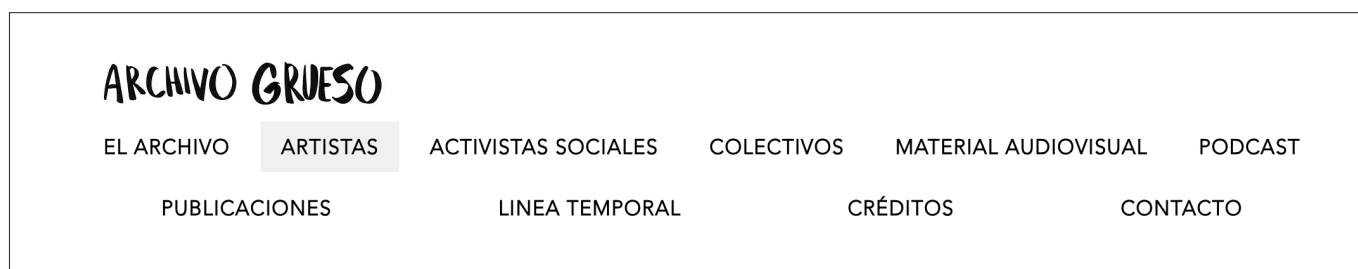 ARCHIVO GRUESO
EL ARCHIVO ARTISTAS ACTIVISTAS SOCIALES COLECTIVOS MATERIAL AUDIOVISUAL PODCAST
PUBLICACIONES LINEA TEMPORAL CRÉDITOS CONTACTO